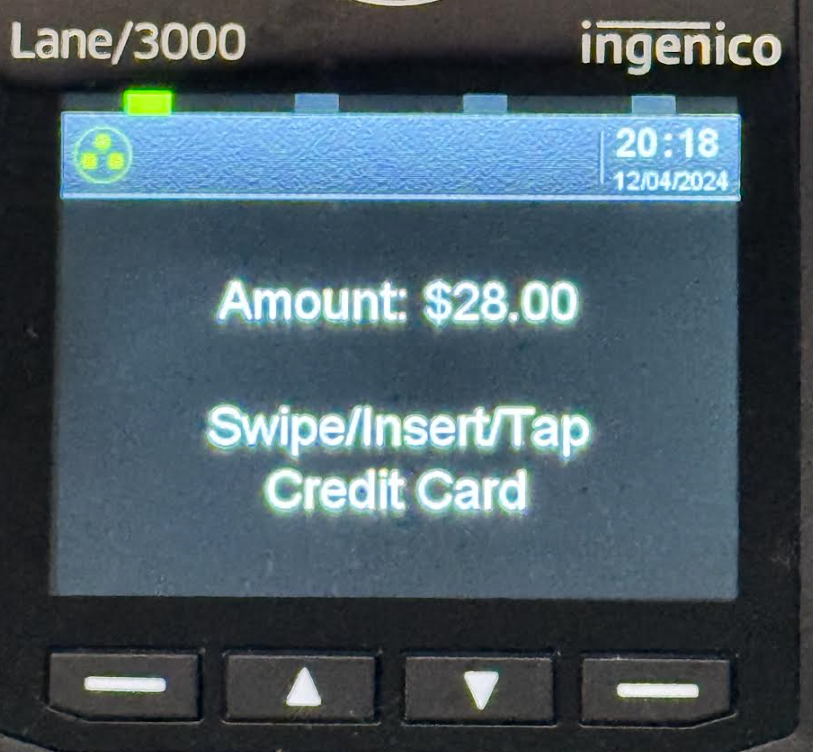 Lane/3000 ingenico
20:18
12/04/2024
Amount: $28.00
Swipe/Insert/Tap
Credit Card